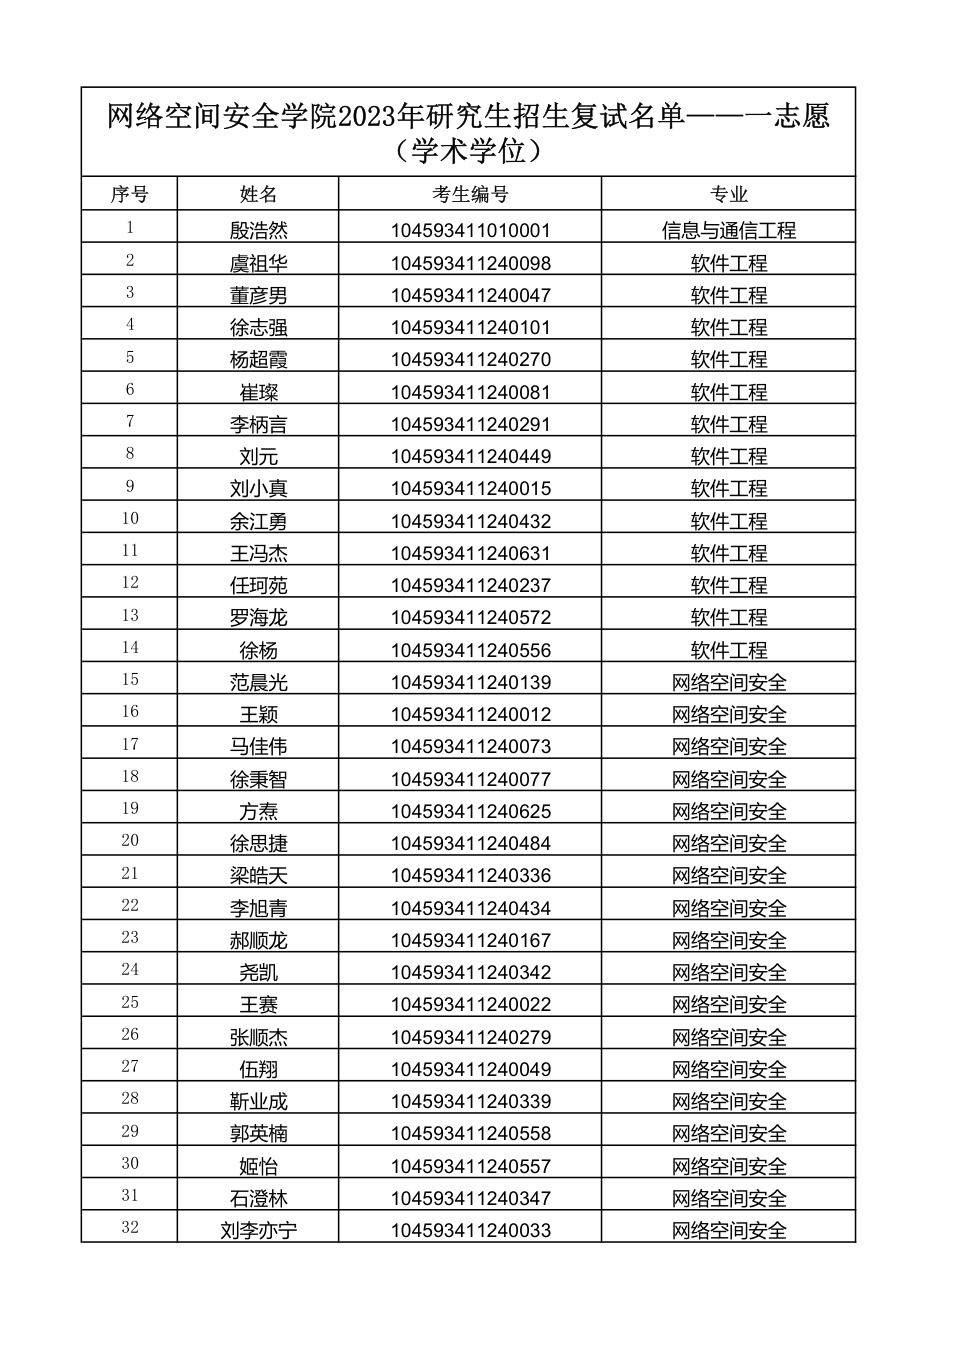 网络空间安全学院2023年研究生招生复试名单——一志愿
（学术学位）
序号 姓名 考生编号 专业
1 殷浩然 104593411010001 信息与通信工程
2 虞祖华 104593411240098 软件工程
3 董彦男 104593411240047 软件工程
4 徐志强 104593411240101 软件工程
5 杨超霞 104593411240270 软件工程
6 崔璨 104593411240081 软件工程
7 李柄言 104593411240291 软件工程
8 刘元 104593411240449 软件工程
9 刘小真 104593411240015 软件工程
10 余江勇 104593411240432 软件工程
11 王冯杰 104593411240631 软件工程
12 任珂苑 104593411240237 软件工程
13 罗海龙 104593411240572 软件工程
14 徐杨 104593411240556 软件工程
15 范晨光 104593411240139 网络空间安全
16 王颖 104593411240012 网络空间安全
17 马佳伟 104593411240073 网络空间安全
18 徐秉智 104593411240077 网络空间安全
19 方焘 104593411240625 网络空间安全
20 徐思捷 104593411240484 网络空间安全
21 梁皓天 104593411240336 网络空间安全
22 李旭青 104593411240434 网络空间安全
23 郝顺龙 104593411240167 网络空间安全
24 尧凯 104593411240342 网络空间安全
25 王赛 104593411240022 网络空间安全
26 张顺杰 104593411240279 网络空间安全
27 伍翔 104593411240049 网络空间安全
28 靳业成 104593411240339 网络空间安全
29 郭英楠 104593411240558 网络空间安全
30 姬怡 104593411240557 网络空间安全
31 石澄林 104593411240347 网络空间安全
32 刘李亦宁 104593411240033 网络空间安全